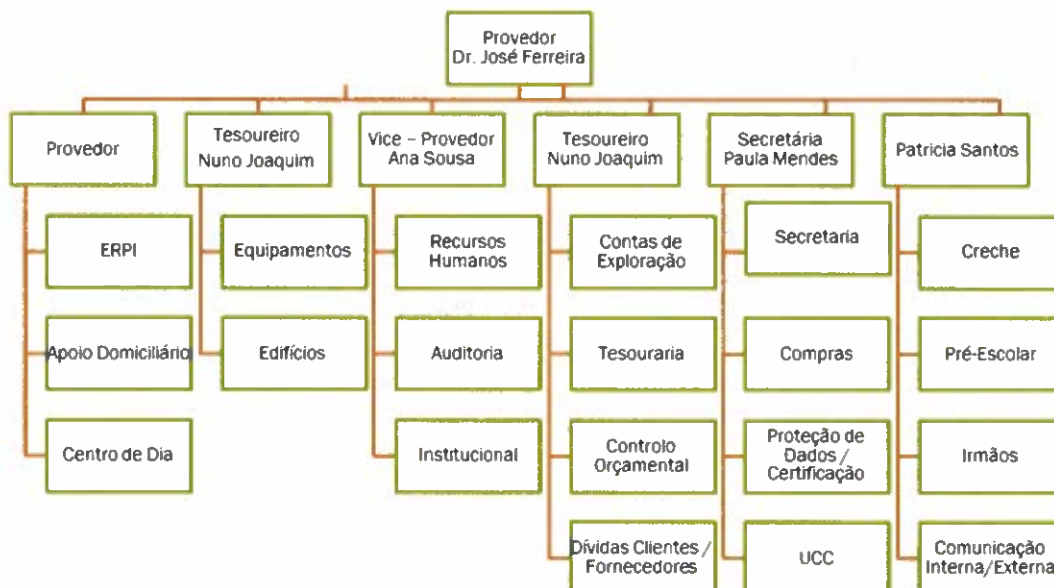 Provedor
Dr. José Ferreira
Provedor
Tesoureiro
Nuno Joaquim
Vice – Provedor
Ana Sousa
Tesoureiro
Nuno Joaquim
Secretária
Paula Mendes
Patricia Santos
ERPI
Equipamentos
Recursos
Humanos
Contas de
Exploração
Secretaria
Creche
Apoio Domiciliário
Edifícios
Auditoria
Tesouraria
Compras
Pré-Escolar
Centro de Dia
Institucional
Controlo
Orçamental
Proteção de
Dados /
Certificação
Irmãos
Dívidas Clientes /
Fornecedores
UCC
Comunicação
Interna/Externa